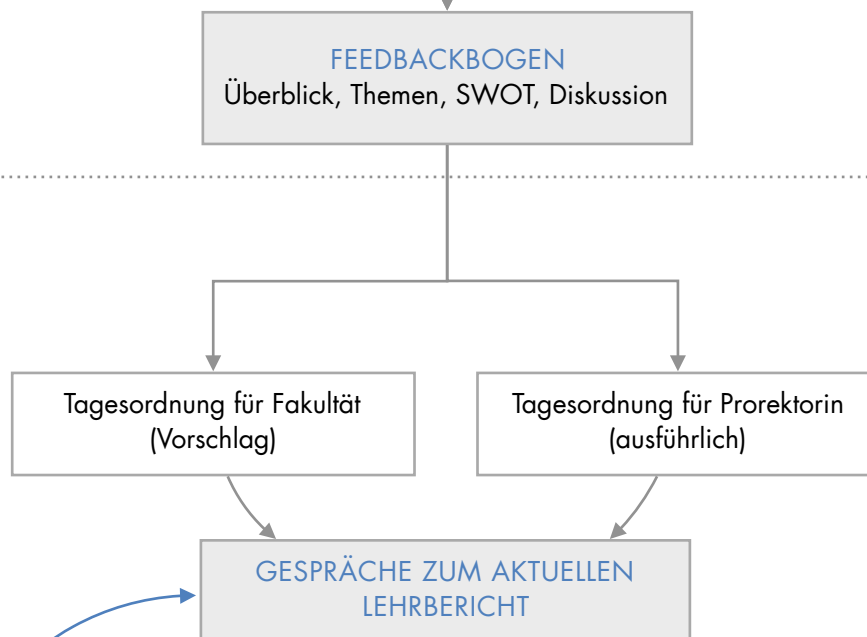 FEEDBACKBOGEN
Überblick, Themen, SWOT, Diskussion
Tagesordnung für Fakultät
(Vorschlag)
Tagesordnung für Prorektorin
(ausführlich)
GESPRÄCHE ZUM AKTUELLEN
LEHRBERICHT